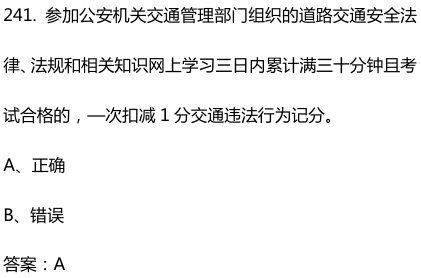 241. 参加公安机关交通管理部门组织的道路交通安全法
律、法规和相关知识网上学习三日内累计满三十分钟且考
试合格的，—次扣减 1 分交通违法行为记分。
A、正确
B、错误
答案：A